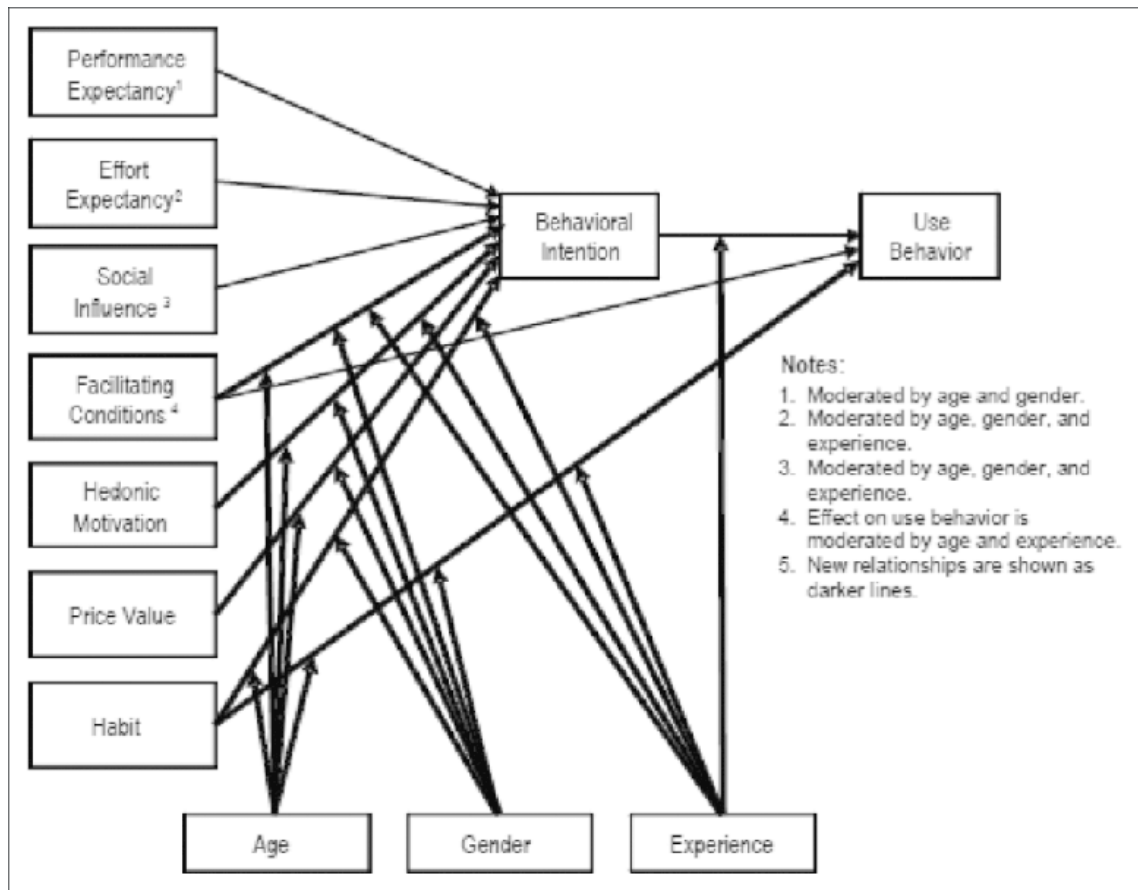 Performance
Expectancy1
Effort
Expectancy2
Social
Influence 3
Facilitating
Conditions 4
Hedonic
Motivation
Price Value
Habit
Behavioral
Intention
Use
Behavior
Notes:
1. Moderated by age and gender.
2. Moderated by age, gender, and
experience.
3. Moderated by age, gender, and
experience.
4. Effect on use behavior is
moderated by age and experience.
5. New relationships are shown as
darker lines.
Age
Gender
Experience